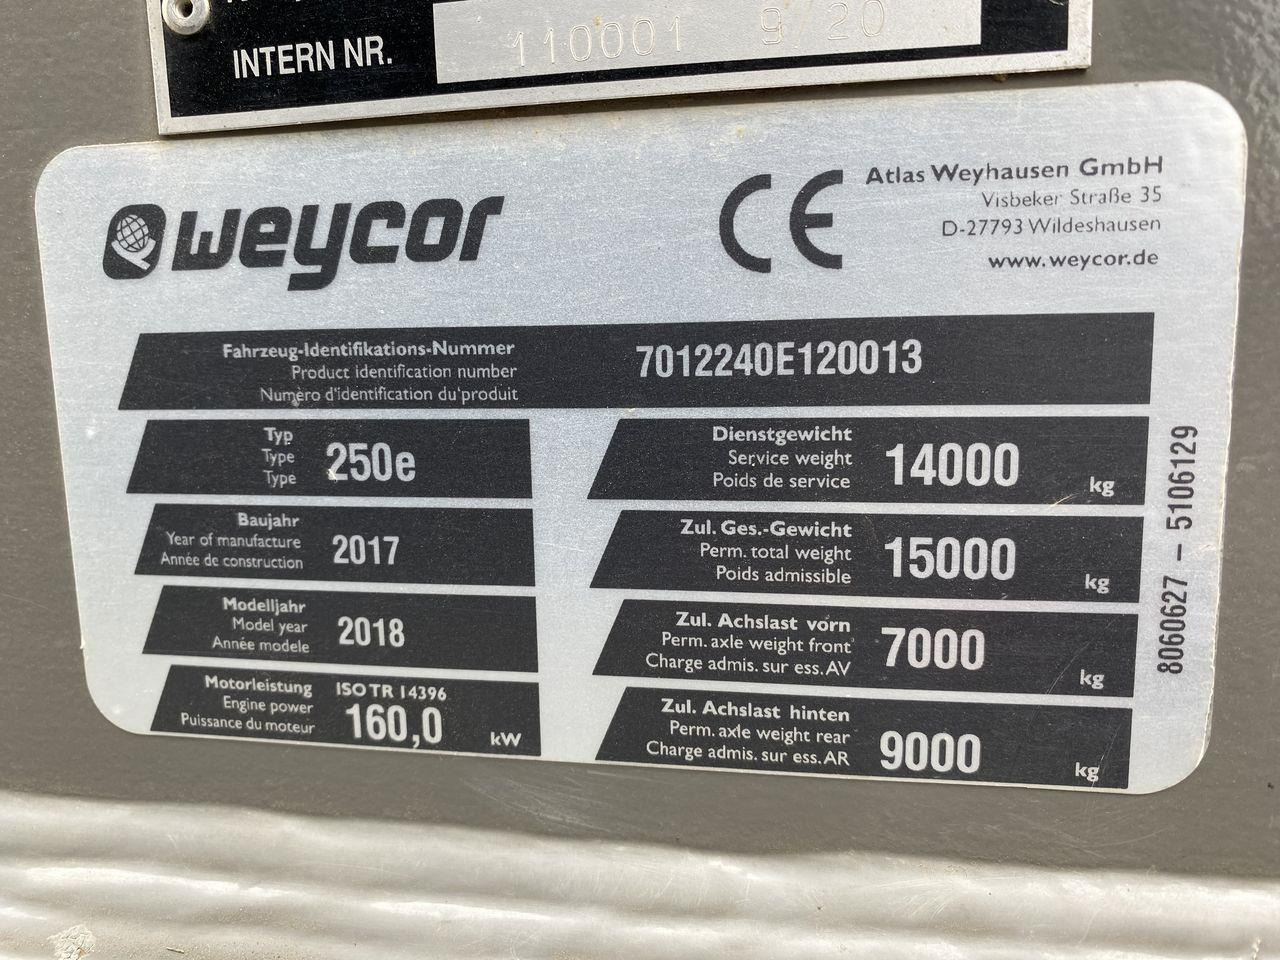 INTERN NR. 110001 9/20
weycor
CE
Atlas Weyhausen GmbH
Visbeker Straße 35
D-27793 Wildeshausen
www.weycor.de
Fahrzeug-Identifikations-Nummer
Product identification number
Numèro d'identification du'produit
7012240E120013
Typ
Type
Type
250e
Baujahr
Year of manufacture
Année de construction
2017
Modelljahr
Model year
Année modele
2018
Motorleistung
Engine power
Puissance du moteur
ISO TR 14396
160,0 kW
Dienstgewicht
Service weight
Poids de service
14000 kg
Zul. Ges.-Gewicht
Perm. total weight
Poids admissible
15000 kg
Zul. Achslast vorn
Perm. axle weight front
Charge admis. sur ess. AV
7000 kg
Zul. Achslast hinten
Perm. axle weight rear
Charge admis. sur ess. AR
9000 kg
8060627 – 5106129